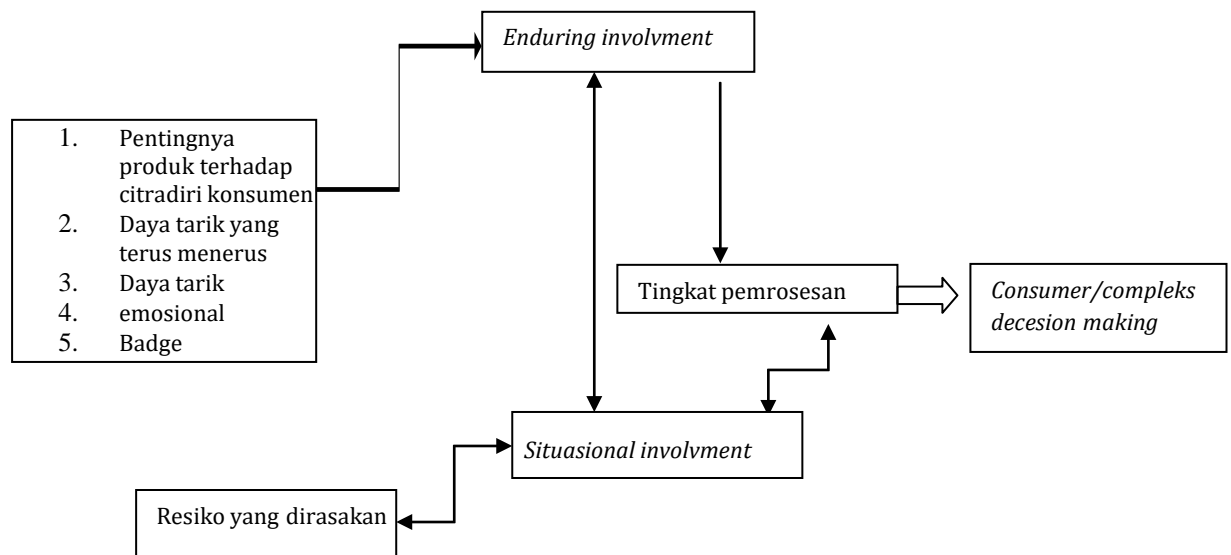 Enduring involvment
1. Pentingnya
produk terhadap
citradiri konsumen
2. Daya tarik yang
terus menerus
3. Daya tarik
4. emosional
5. Badge
Tingkat pemrosesan
Consumer/compleks
decesion making
Situasional involvment
Resiko yang dirasakan